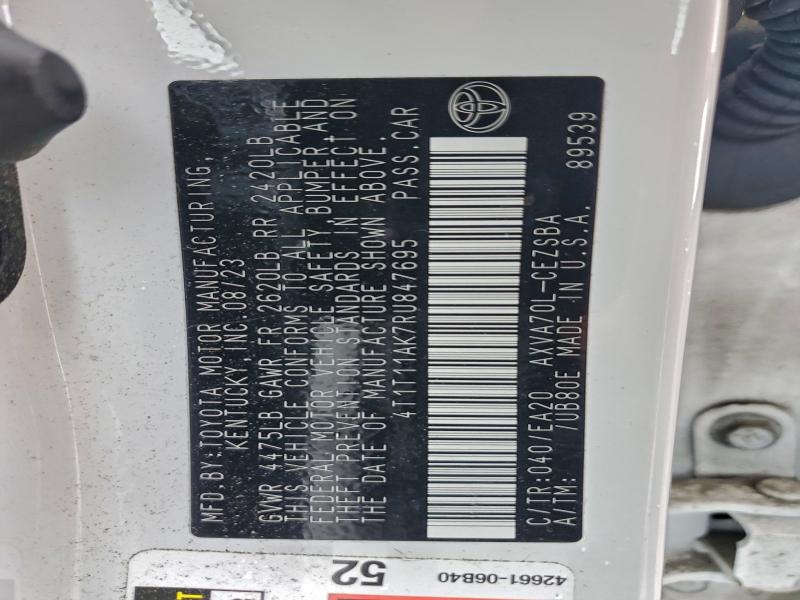 MFD BY: TOYOTA MOTOR MANUFACTURING,
KENTUCKY, INC. 08/23
GVWR 4475LB GAWR FR 2620LB RR 2420LB
THIS VEHICLE CONFORMS TO ALL APPLICABLE
FEDERAL MOTOR VEHICLE SAFETY, BUMPER, AND
THEFT PREVENTION STANDARDS IN EFFECT ON
THE DATE OF MANUFACTURE SHOWN ABOVE.
4T1T11AK7RU847695 PASS.CAR
C/TR:040/EA20 AXVA70L-CEZSBA
A/TM: /UB80E MADE IN U.S.A. 89539
52
42661-06B40